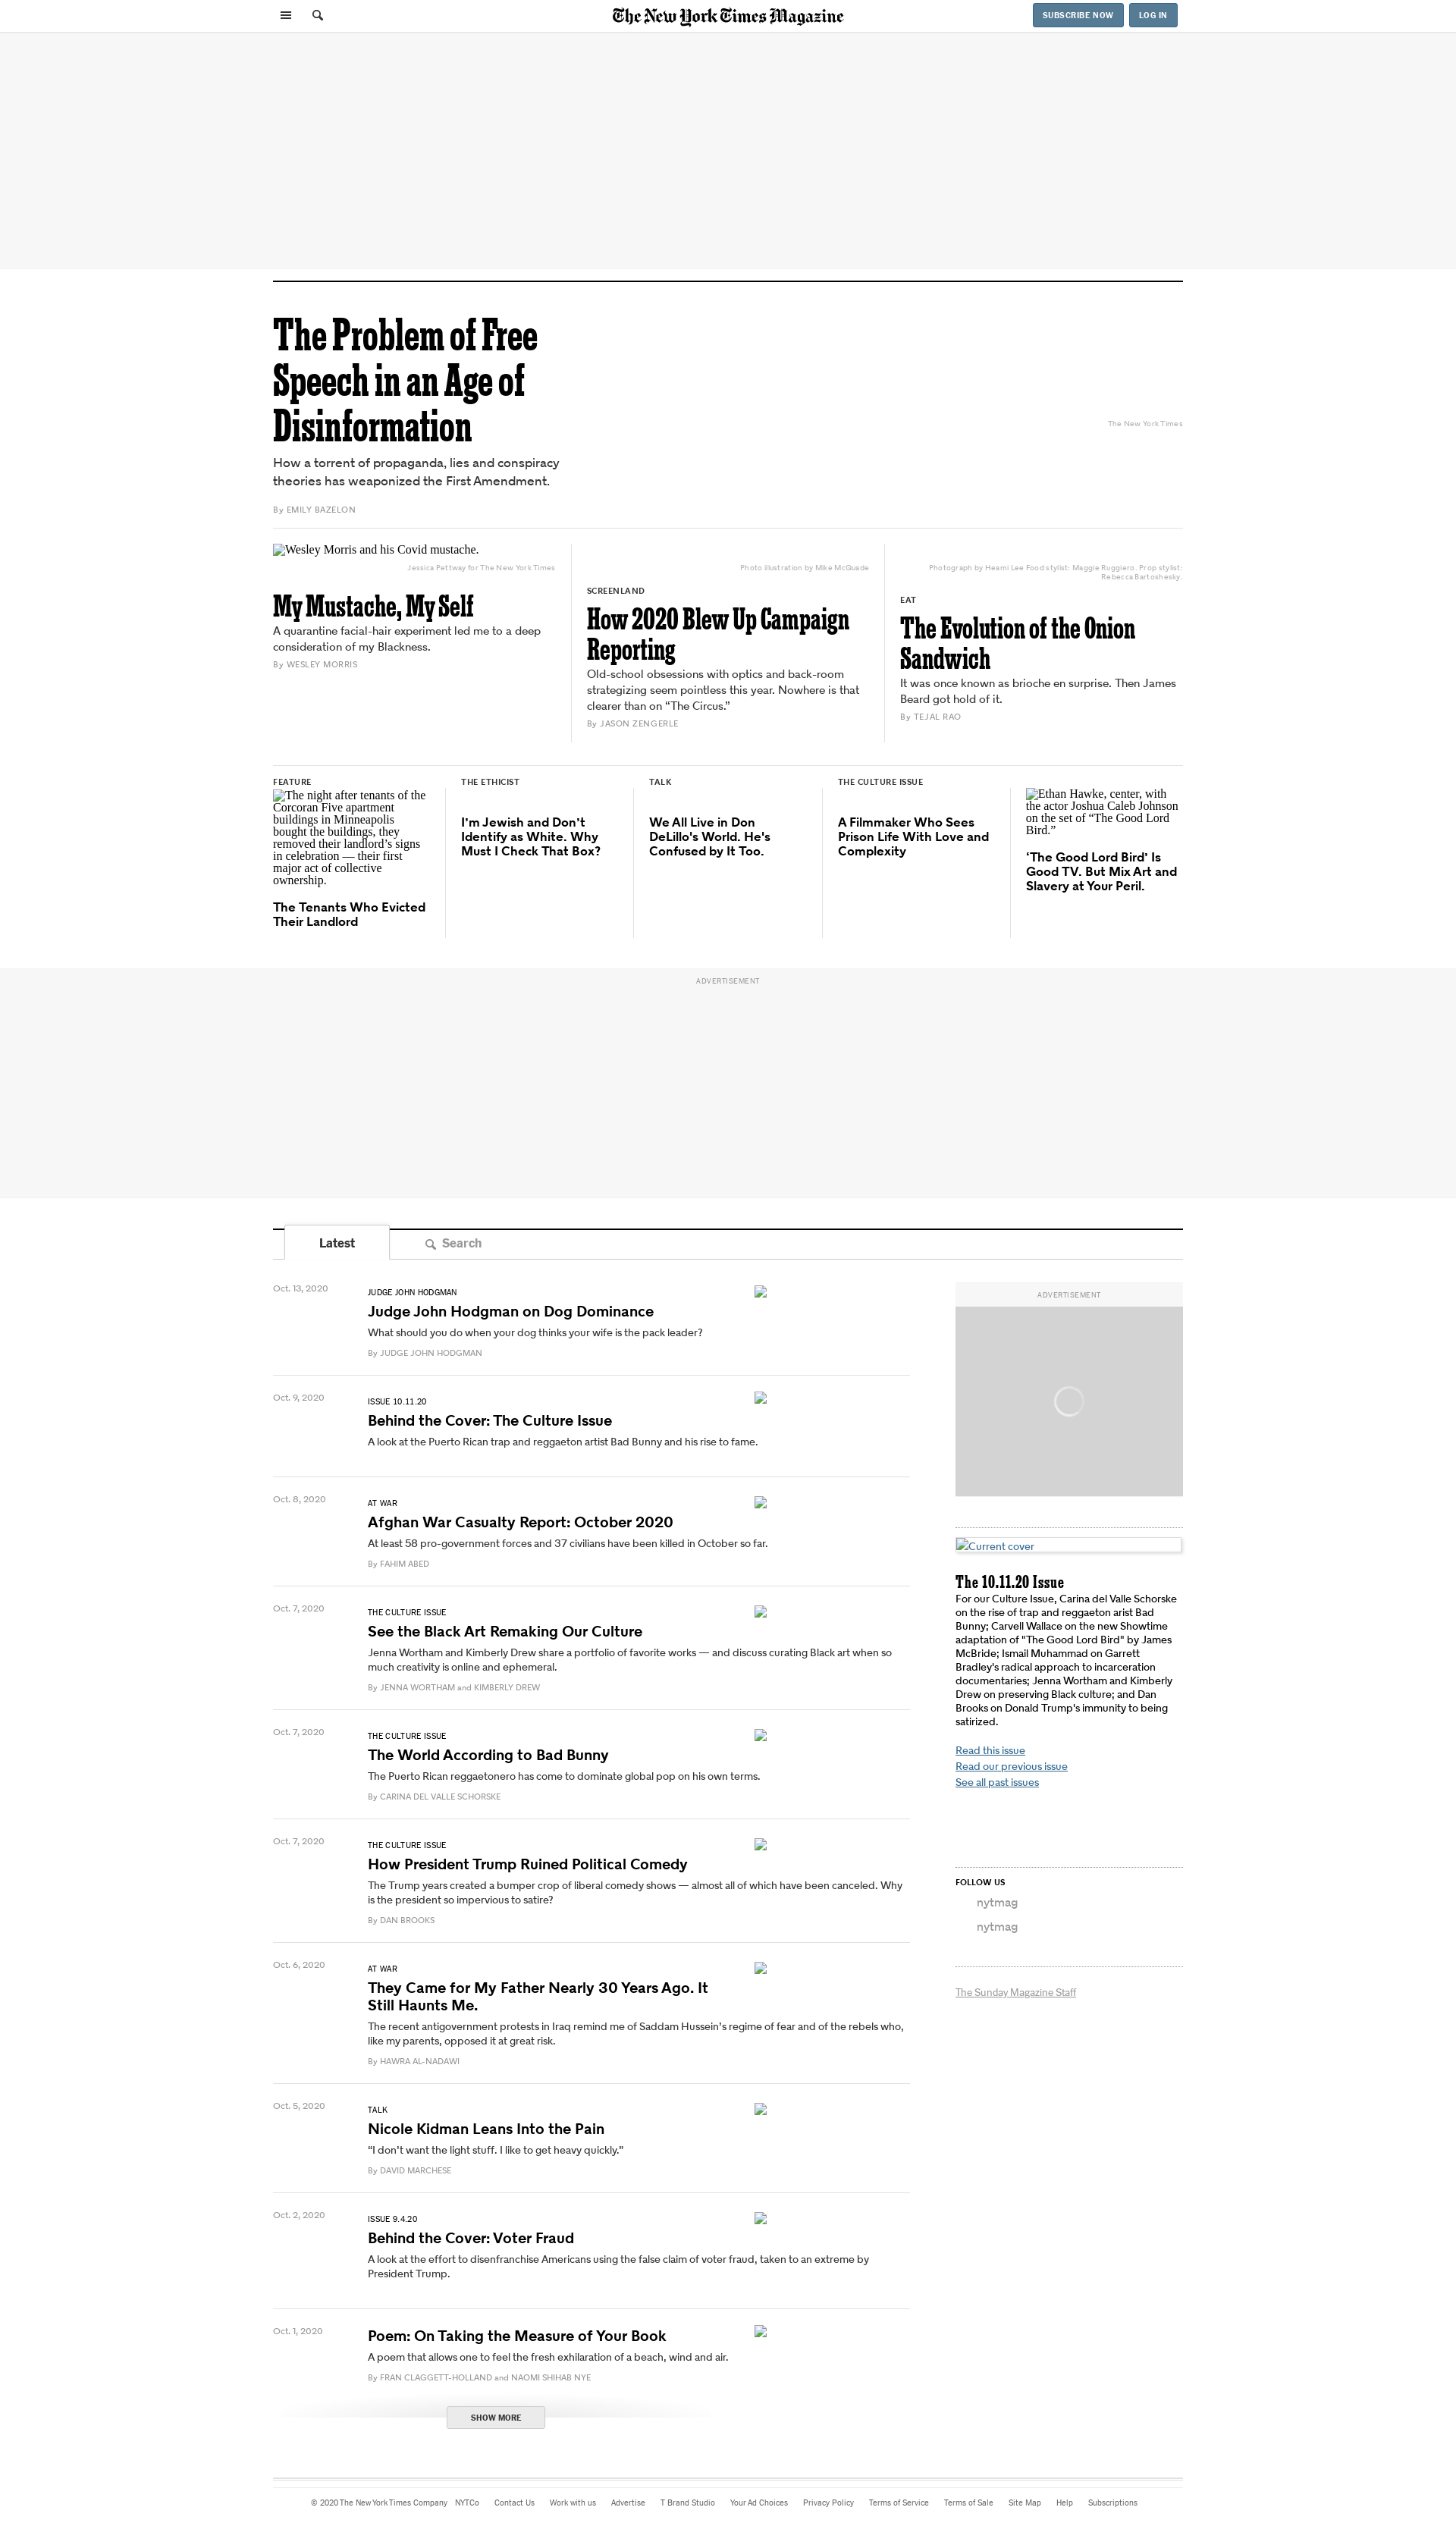 The New York Times Magazine
SUBSCRIBE NOW
LOG IN
The Problem of Free
Speech in an Age of
Disinformation
How a torrent of propaganda, lies and conspiracy
theories has weaponized the First Amendment.
By EMILY BAZELON
The New York Times
Wesley Morris and his Covid mustache.
Jessica Pettway for The New York Times
My Mustache, My Self
A quarantine facial-hair experiment led me to a deep
consideration of my Blackness.
By WESLEY MORRIS
Photo illustration by Mike McQuade
SCREENLAND
How 2020 Blew Up Campaign
Reporting
Old-school obsessions with optics and back-room
strategizing seem pointless this year. Nowhere is that
clearer than on “The Circus.”
By JASON ZENGERLE
Photograph by Heami Lee Food stylist: Maggie Ruggiero. Prop stylist:
Rebecca Bartoshesky.
EAT
The Evolution of the Onion
Sandwich
It was once known as brioche en surprise. Then James
Beard got hold of it.
By TEJAL RAO
FEATURE
The night after tenants of the
Corcoran Five apartment
buildings in Minneapolis
bought the buildings, they
removed their landlord’s signs
in celebration — their first
major act of collective
ownership.
The Tenants Who Evicted
Their Landlord
THE ETHICIST
I’m Jewish and Don’t
Identify as White. Why
Must I Check That Box?
TALK
We All Live in Don
DeLillo's World. He's
Confused by It Too.
THE CULTURE ISSUE
A Filmmaker Who Sees
Prison Life With Love and
Complexity
Ethan Hawke, center, with
the actor Joshua Caleb Johnson
on the set of “The Good Lord
Bird.”
‘The Good Lord Bird’ Is
Good TV. But Mix Art and
Slavery at Your Peril.
ADVERTISEMENT
Latest
Search
Oct. 13, 2020
JUDGE JOHN HODGMAN
Judge John Hodgman on Dog Dominance
What should you do when your dog thinks your wife is the pack leader?
By JUDGE JOHN HODGMAN
Oct. 9, 2020
ISSUE 10.11.20
Behind the Cover: The Culture Issue
A look at the Puerto Rican trap and reggaeton artist Bad Bunny and his rise to fame.
Oct. 8, 2020
AT WAR
Afghan War Casualty Report: October 2020
At least 58 pro-government forces and 37 civilians have been killed in October so far.
By FAHIM ABED
Oct. 7, 2020
THE CULTURE ISSUE
See the Black Art Remaking Our Culture
Jenna Wortham and Kimberly Drew share a portfolio of favorite works — and discuss curating Black art when so
much creativity is online and ephemeral.
By JENNA WORTHAM and KIMBERLY DREW
Oct. 7, 2020
THE CULTURE ISSUE
The World According to Bad Bunny
The Puerto Rican reggaetonero has come to dominate global pop on his own terms.
By CARINA DEL VALLE SCHORSKE
Oct. 7, 2020
THE CULTURE ISSUE
How President Trump Ruined Political Comedy
The Trump years created a bumper crop of liberal comedy shows — almost all of which have been canceled. Why
is the president so impervious to satire?
By DAN BROOKS
Oct. 6, 2020
AT WAR
They Came for My Father Nearly 30 Years Ago. It
Still Haunts Me.
The recent antigovernment protests in Iraq remind me of Saddam Hussein’s regime of fear and of the rebels who,
like my parents, opposed it at great risk.
By HAWRA AL-NADAWI
Oct. 5, 2020
TALK
Nicole Kidman Leans Into the Pain
“I don’t want the light stuff. I like to get heavy quickly.”
By DAVID MARCHESE
Oct. 2, 2020
ISSUE 9.4.20
Behind the Cover: Voter Fraud
A look at the effort to disenfranchise Americans using the false claim of voter fraud, taken to an extreme by
President Trump.
Oct. 1, 2020
Poem: On Taking the Measure of Your Book
A poem that allows one to feel the fresh exhilaration of a beach, wind and air.
By FRAN CLAGGETT-HOLLAND and NAOMI SHIHAB NYE
SHOW MORE
ADVERTISEMENT
Current cover
The 10.11.20 Issue
For our Culture Issue, Carina del Valle Schorske
on the rise of trap and reggaeton arist Bad
Bunny; Carvell Wallace on the new Showtime
adaptation of "The Good Lord Bird" by James
McBride; Ismail Muhammad on Garrett
Bradley's radical approach to incarceration
documentaries; Jenna Wortham and Kimberly
Drew on preserving Black culture; and Dan
Brooks on Donald Trump's immunity to being
satirized.
Read this issue
Read our previous issue
See all past issues
FOLLOW US
nytmag
nytmag
The Sunday Magazine Staff
© 2020 The New York Times Company NYTCo Contact Us Work with us Advertise T Brand Studio Your Ad Choices Privacy Policy Terms of Service Terms of Sale Site Map Help Subscriptions